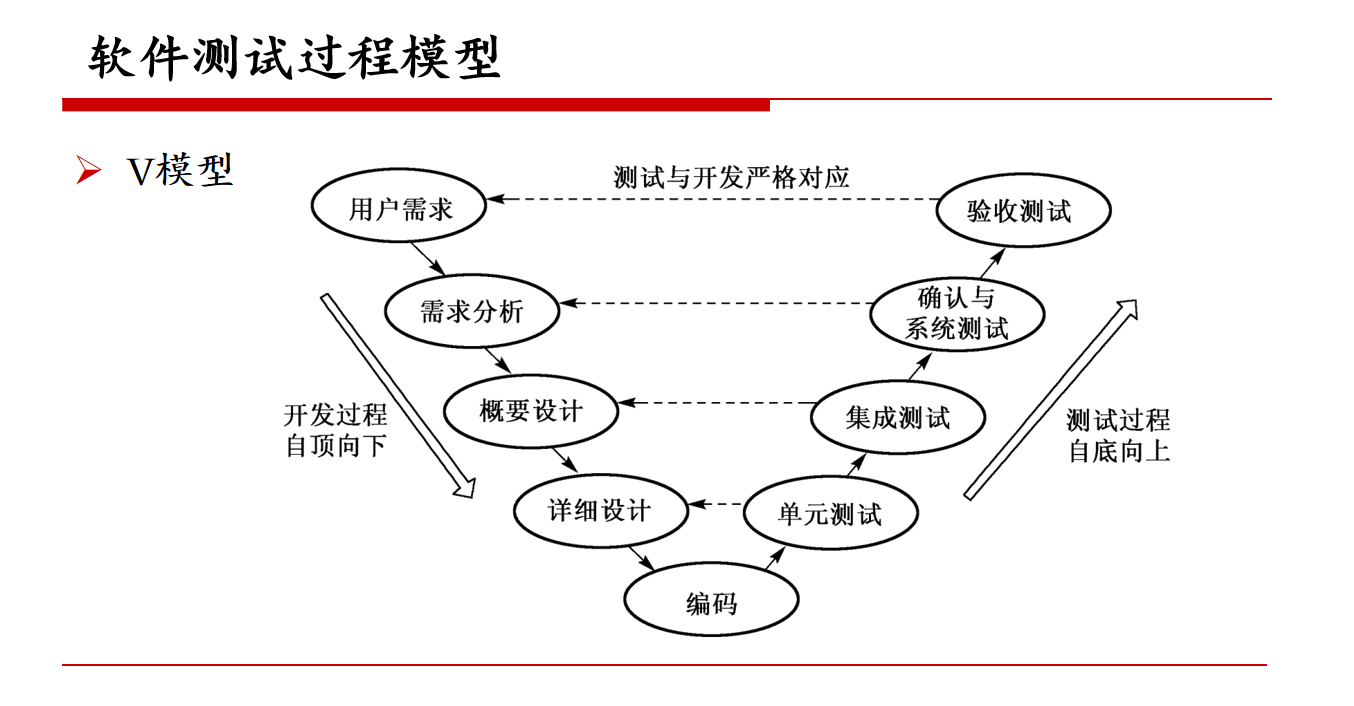 软件测试过程模型
V模型
测试与开发严格对应
用户需求
验收测试
需求分析
确认与
系统测试
概要设计
集成测试
开发过程
自顶向下
测试过程
自底向上
详细设计
单元测试
编码